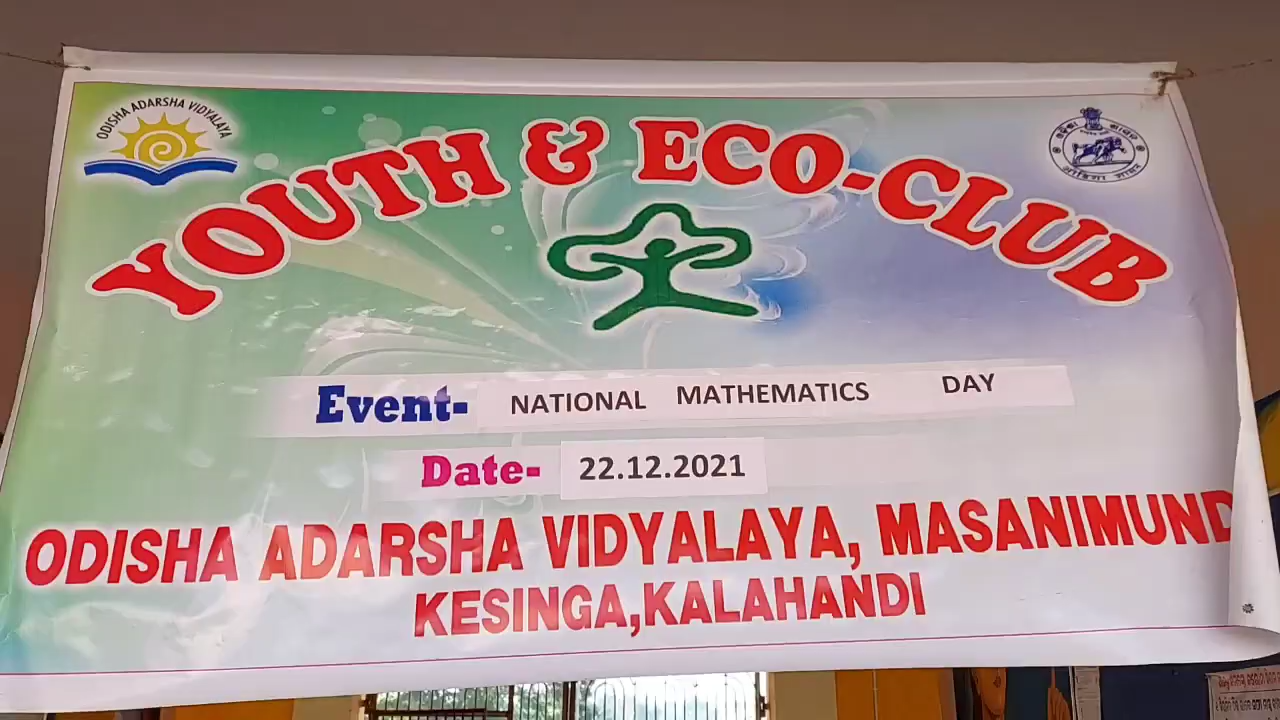 ODISHA ADARSHA VIDYALAYA
YOUTH & ECO-CLUB
Event- NATIONAL MATHEMATICS DAY
Date- 22.12.2021
ODISHA ADARSHA VIDYALAYA, MASANIMUND
KESINGA,KALAHANDI